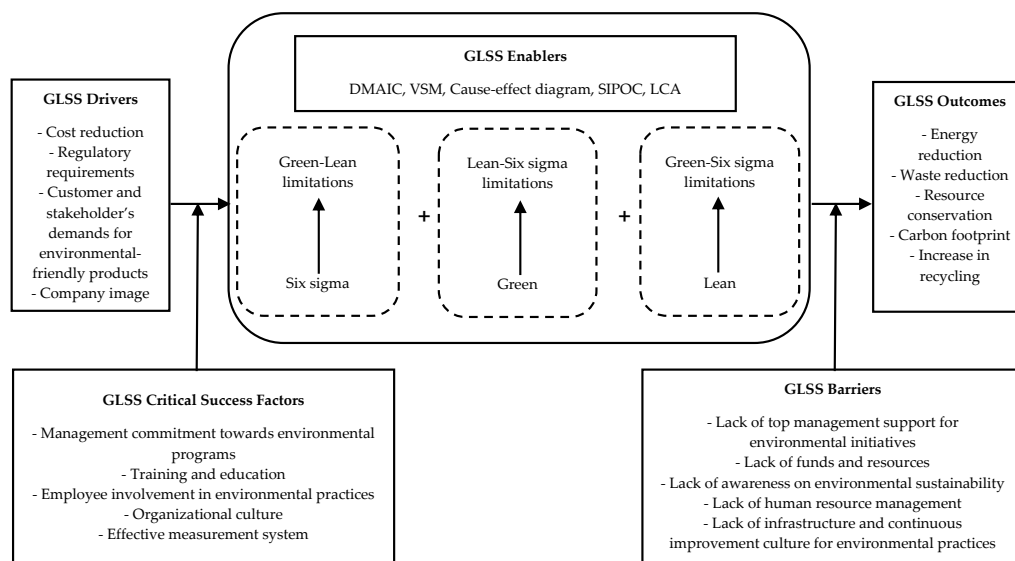 GLSS Enablers
DMAIC, VSM, Cause-effect diagram, SIPOC, LCA
GLSS Drivers
- Cost reduction
- Regulatory
requirements
- Customer and
stakeholder's
demands for
environmental-
friendly products
- Company image
Green-Lean
limitations
Six sigma
+
Lean-Six sigma
limitations
Green
+
Green-Six sigma
limitations
Lean
GLSS Outcomes
- Energy
reduction
- Waste reduction
- Resource
conservation
- Carbon footprint
- Increase in
recycling
GLSS Critical Success Factors
- Management commitment towards environmental
programs
- Training and education
- Employee involvement in environmental practices
- Organizational culture
- Effective measurement system
GLSS Barriers
- Lack of top management support for
environmental initiatives
- Lack of funds and resources
- Lack of awareness on environmental sustainability
- Lack of human resource management
- Lack of infrastructure and continuous
improvement culture for environmental practices